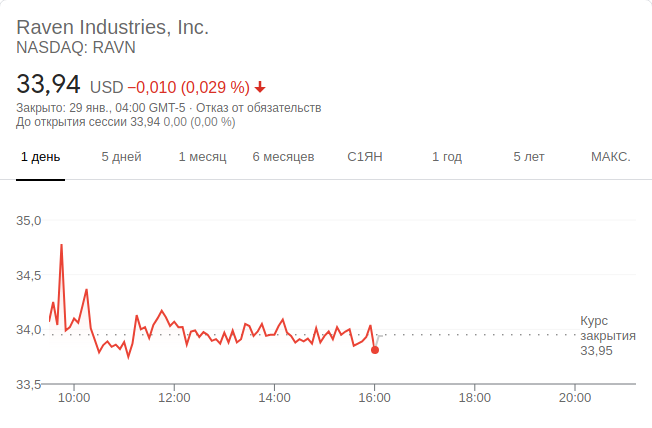 Raven Industries, Inc.
NASDAQ: RAVN
33,94 USD −0,010 (0,029 %)
Закрыто: 29 янв., 04:00 GMT-5 · Отказ от обязательств
До открытия сессии 33,94 0,00 (0,00 %)
1 день 5 дней 1 месяц 6 месяцев С1ЯН 1 год 5 лет МАКС.
35,0
34,5
34,0
33,5
Курс
закрытия
33,95
10:00 12:00 14:00 16:00 18:00 20:00